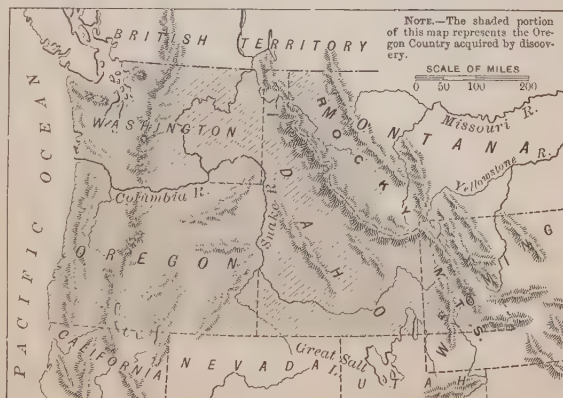 NOTE.—The shaded portion
of this map represents the Ore-
gon Country acquired by discov-
ery.
SCALE OF MILES
0 50 100 200
BRITISH TERRITORY
PACIFIC OCEAN
WASHINGTON
IDAHO
MONTANA
ROCKY MTS.
Missouri R.
Yellowstone R.
Columbia R.
Snake R.
OREGON
CALIFORNIA
NEVADA
Great Salt
L.
UTAH
W